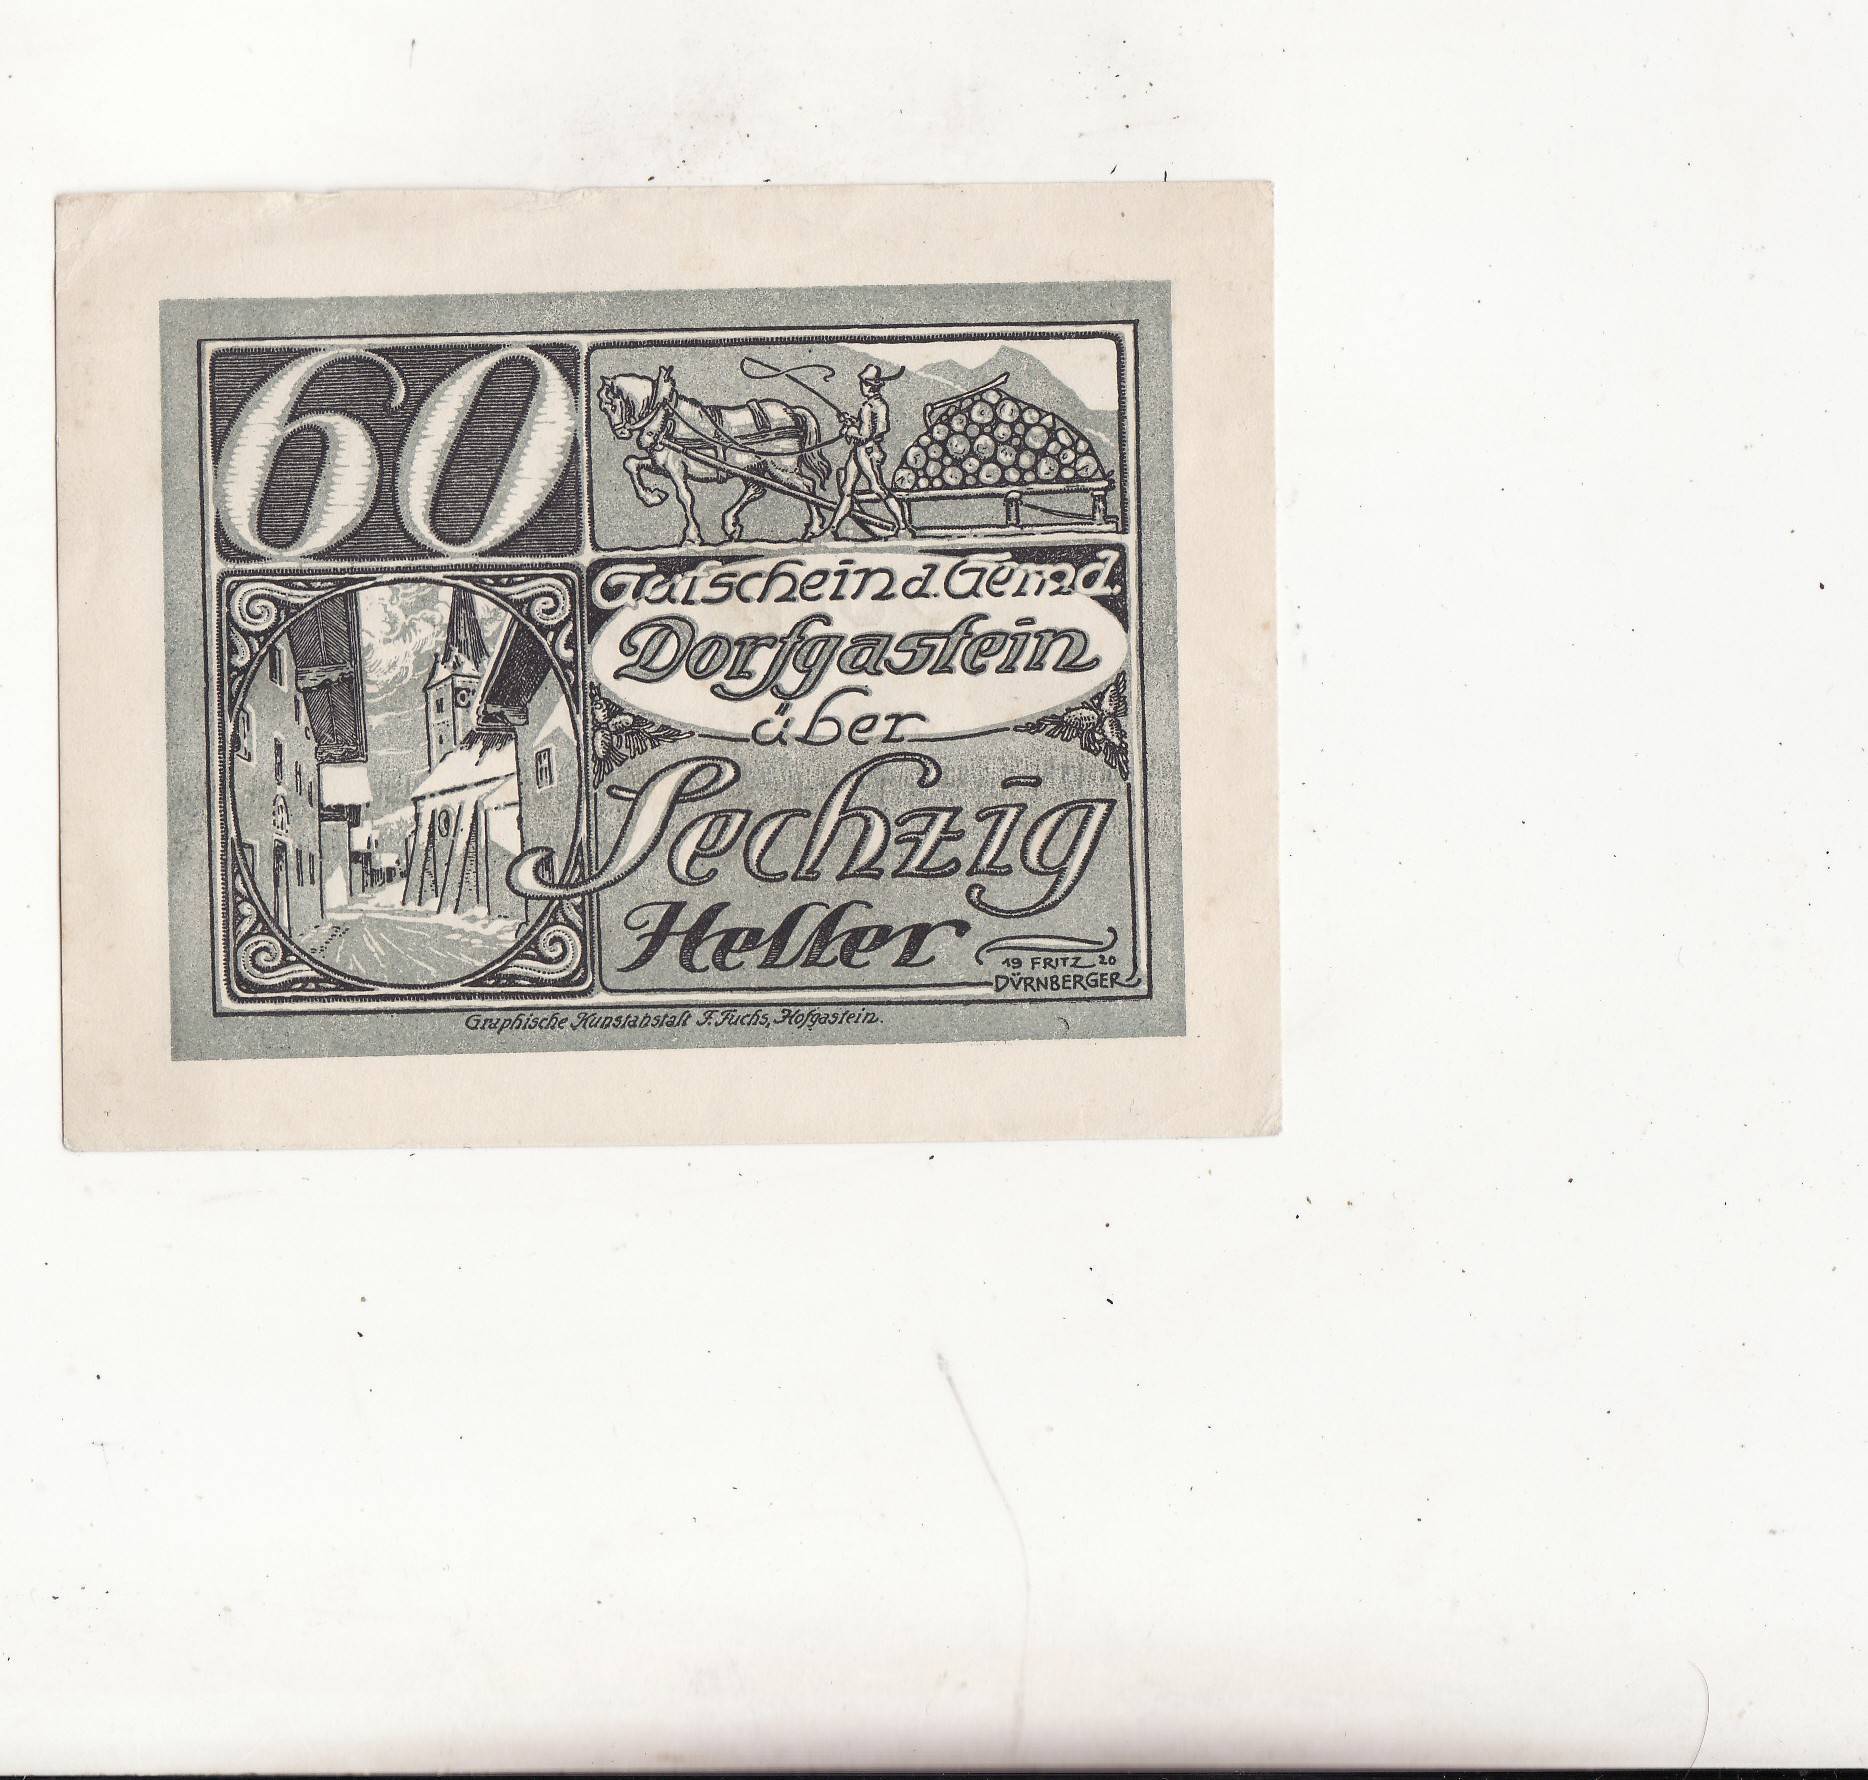 60
Gutschein d. Gemd.
Dorfgastein
über
Sechzig
Heller
19 FRITZ 20
DÜRNBERGER
Graphische Kunstanstalt F. Fuchs, Hofgastein.